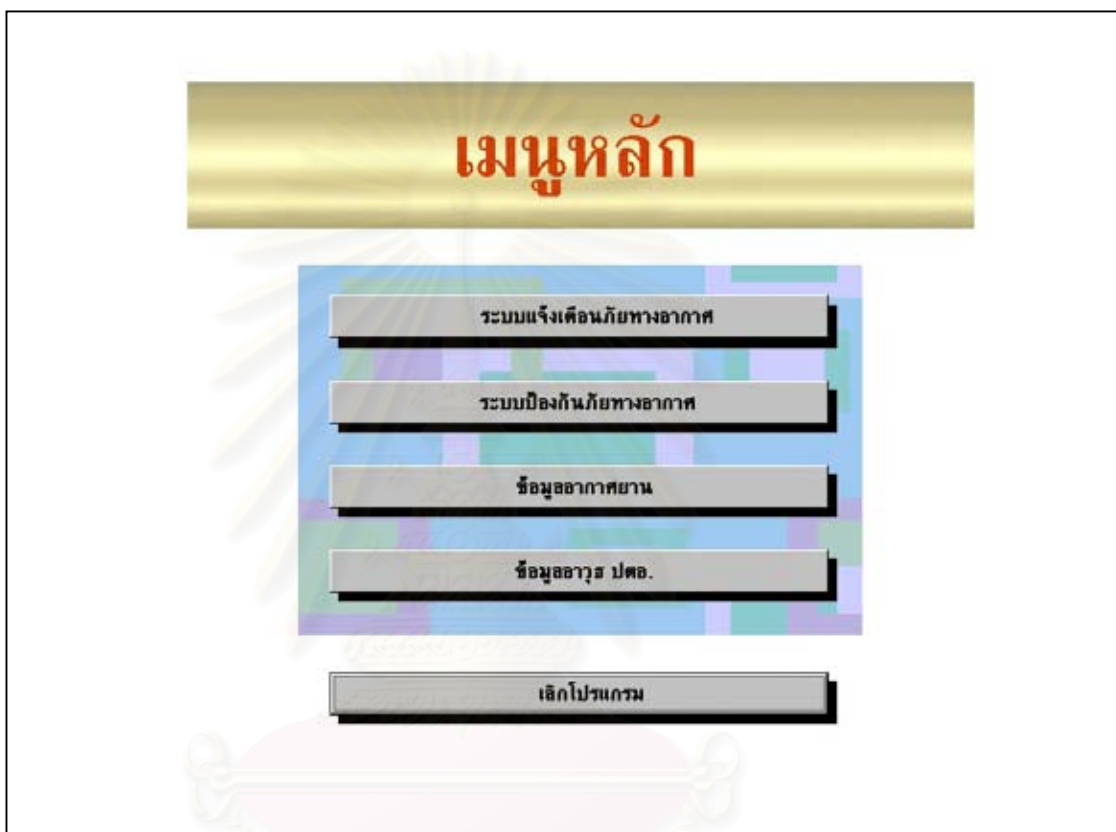 เมนูหลัก
ระบบแจ้งเตือนภัยทางอากาศ
ระบบป้องกันภัยทางอากาศ
ข้อมูลอากาศยาน
ข้อมูลอาวุธ ปตอ.
เลิกโปรแกรม